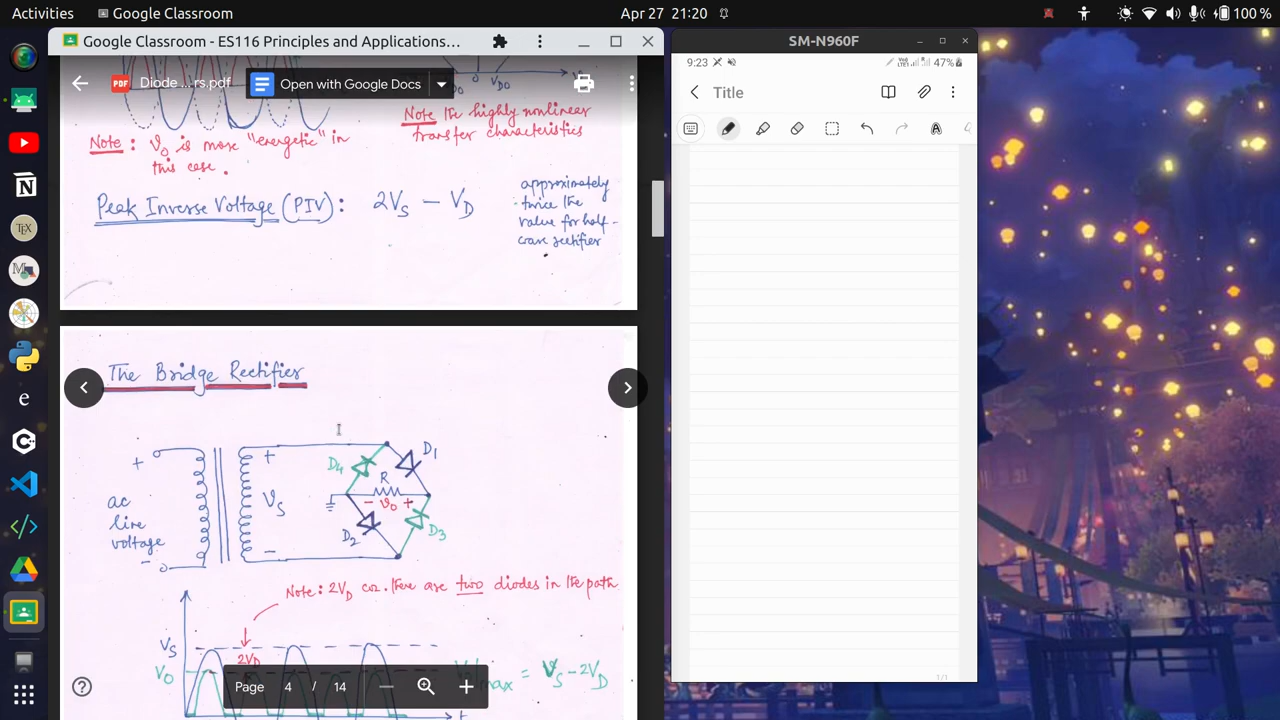 Activities
Google Classroom
Apr 27 21:20
100 %
Google Classroom - ES116 Principles and Applications…
Diode ... rs.pdf
Open with Google Docs
Note : V0 is more "energetic" in
this case.
Note the highly nonlinear
transfer characteristics
Peak Inverse Voltage (PIV): 2VS − VD
approximately
twice the
value for half-
wave rectifier
The Bridge Rectifier
+
ac
line
voltage
-
+
VS
-
D4
D1
R
- v0 +
D2
D3
Note: 2VD coz. there are two diodes in the path
VS
2VD
V0
max = VS - 2VD
t
Page 4 / 14
SM-N960F
9:23
47%
Title
1/1
TEX
e